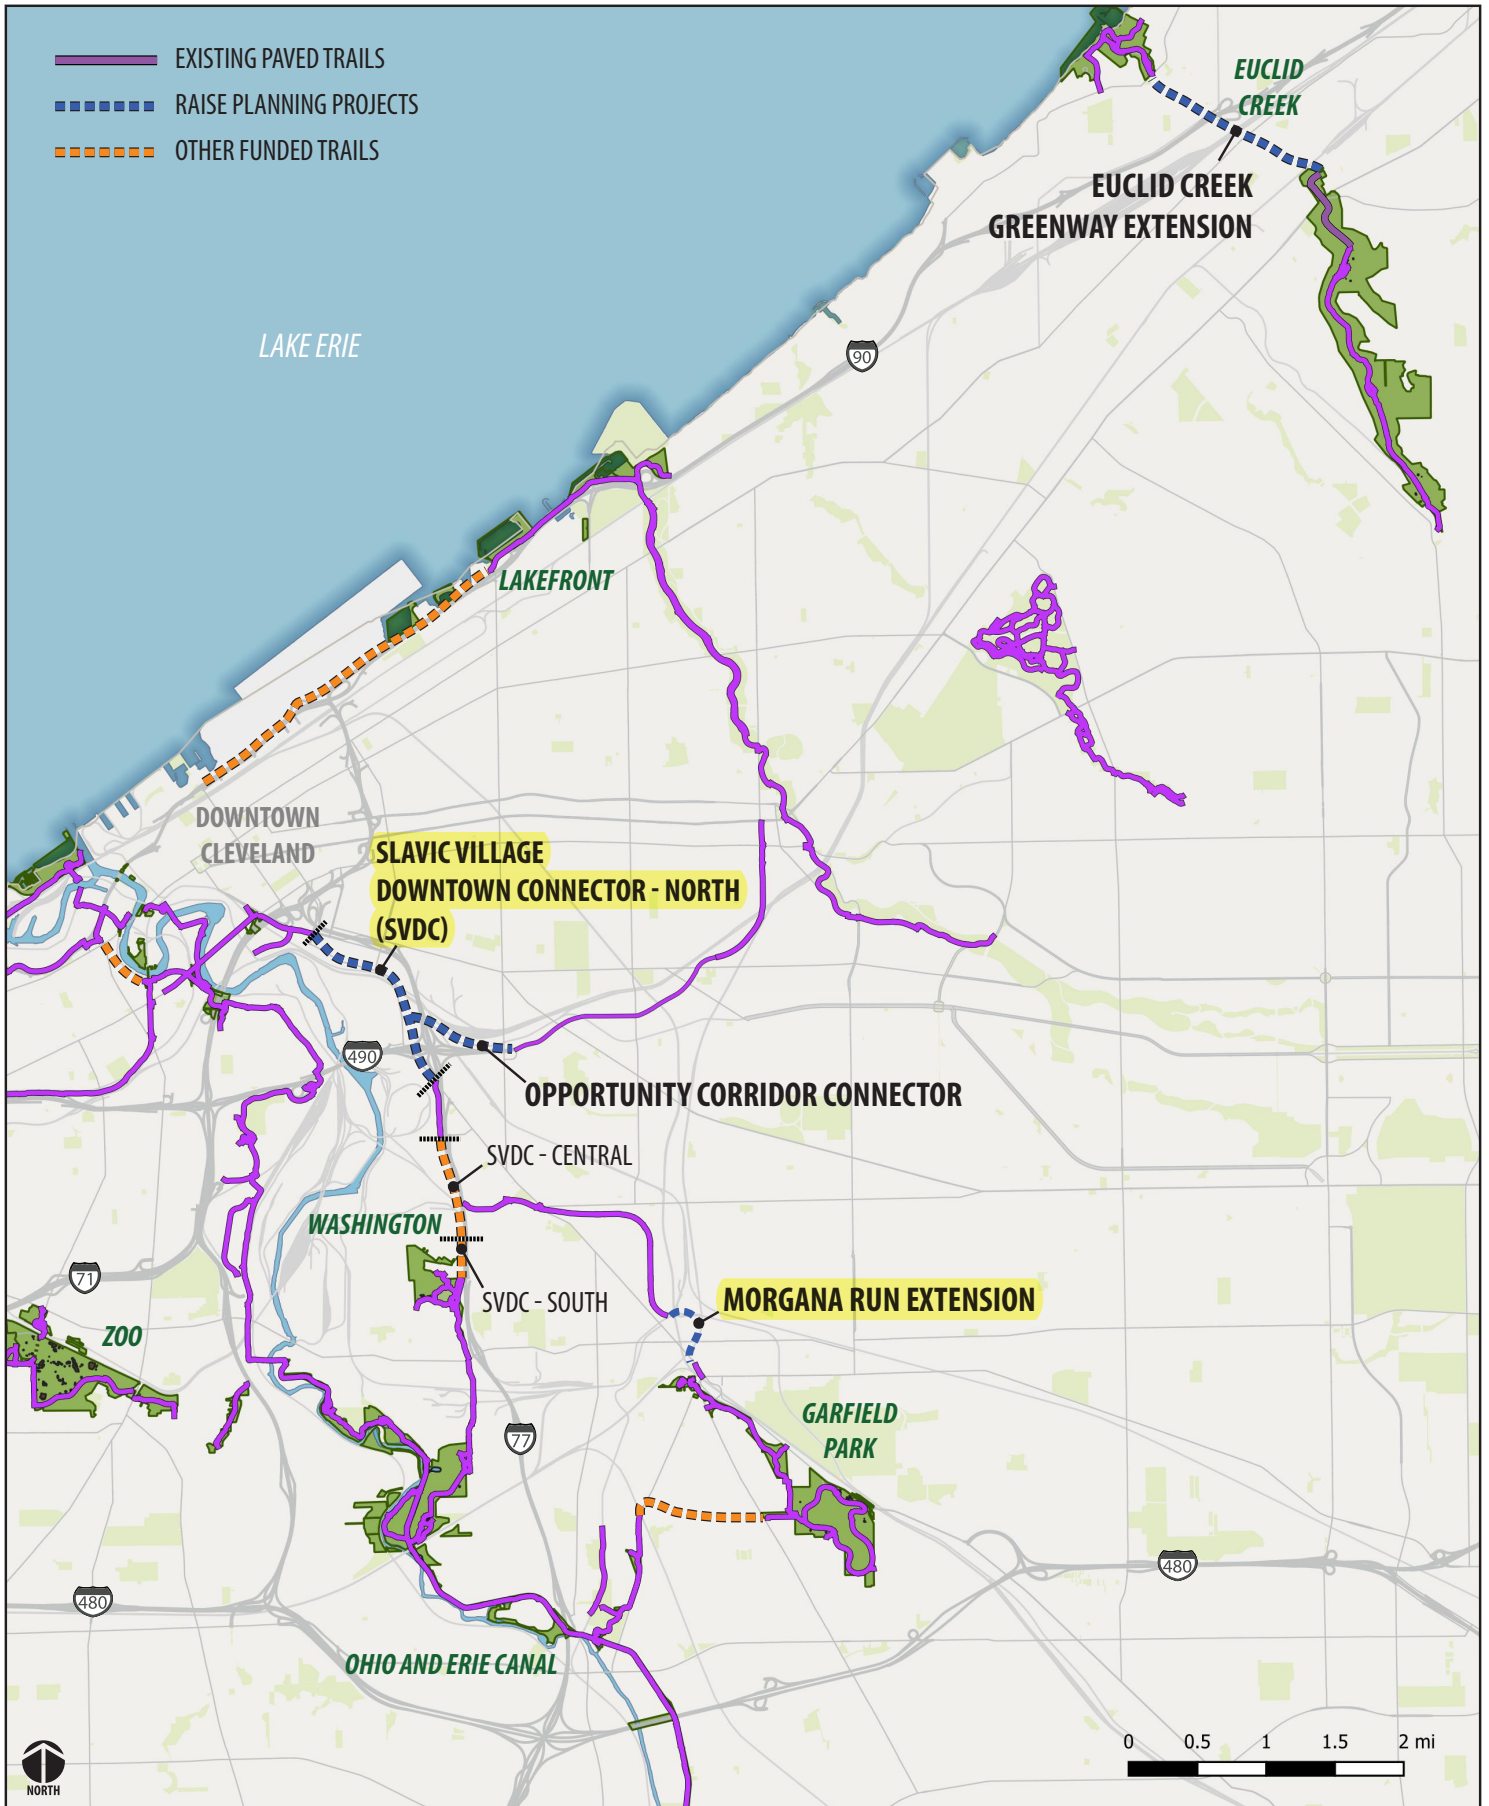 EXISTING PAVED TRAILS
RAISE PLANNING PROJECTS
OTHER FUNDED TRAILS
EUCLID
CREEK
EUCLID CREEK
GREENWAY EXTENSION
LAKE ERIE
90
LAKEFRONT
DOWNTOWN
CLEVELAND
SLAVIC VILLAGE
DOWNTOWN CONNECTOR - NORTH
(SVDC)
490
OPPORTUNITY CORRIDOR CONNECTOR
SVDC - CENTRAL
WASHINGTON
71
SVDC - SOUTH
MORGANA RUN EXTENSION
ZOO
GARFIELD
PARK
77
480
480
OHIO AND ERIE CANAL
0 0.5 1 1.5 2 mi
NORTH